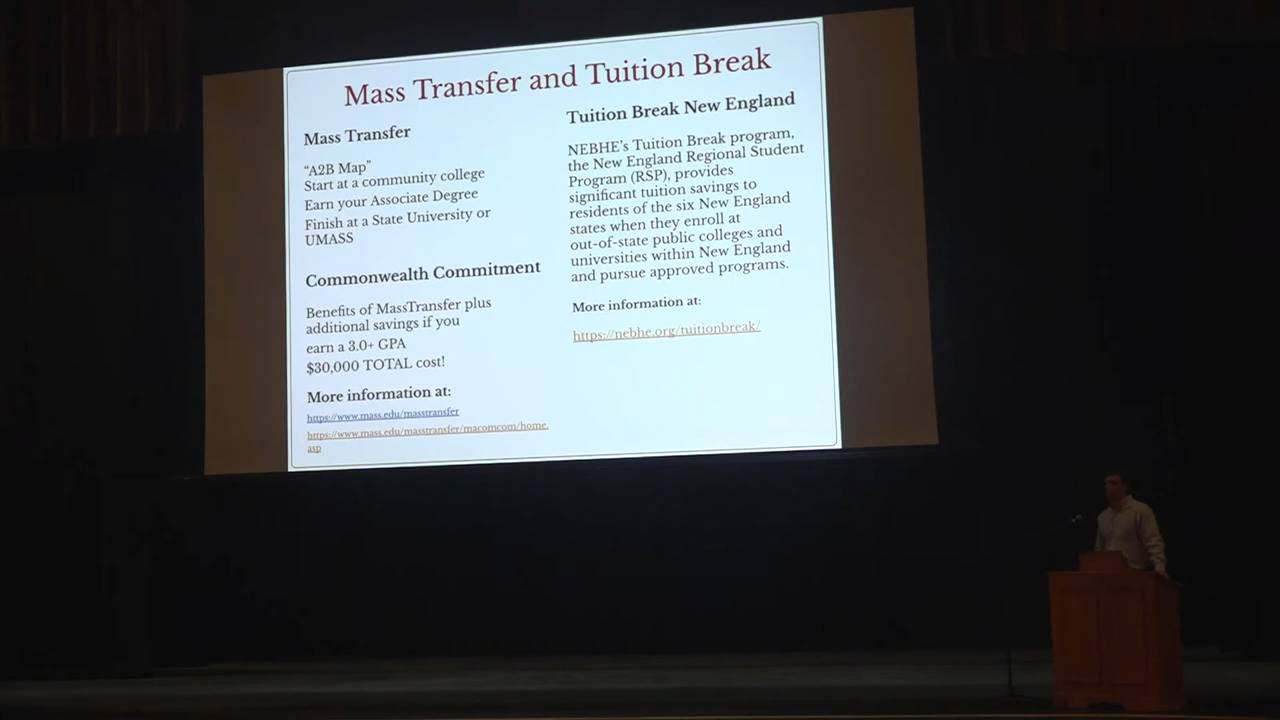 Mass Transfer and Tuition Break
Mass Transfer
“A2B Map”
Start at a community college
Earn your Associate Degree
Finish at a State University or
UMASS
Commonwealth Commitment
Benefits of MassTransfer plus
additional savings if you
earn a 3.0+ GPA
$30,000 TOTAL cost!
More information at:
https://www.mass.edu/masstransfer
https://www.mass.edu/masstransfer/macomcom/home.
asp
Tuition Break New England
NEBHE’s Tuition Break program,
the New England Regional Student
Program (RSP), provides
significant tuition savings to
residents of the six New England
states when they enroll at
out-of-state public colleges and
universities within New England
and pursue approved programs.
More information at:
https://nebhe.org/tuitionbreak/